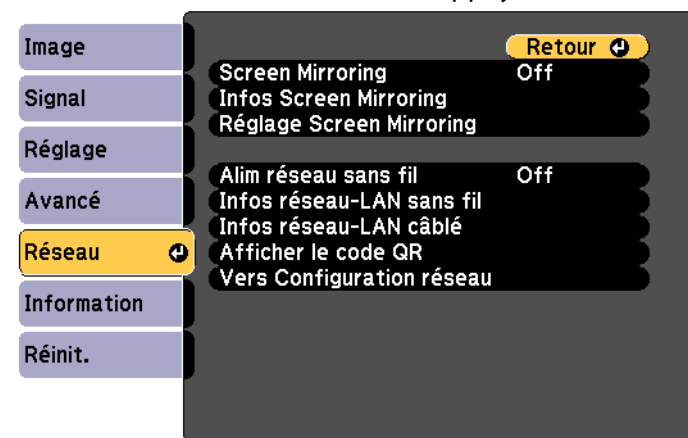 Image
Signal
Réglage
Avancé
Réseau
Information
Réinit.
Retour
Screen Mirroring Off
Infos Screen Mirroring
Réglage Screen Mirroring
Alim réseau sans fil Off
Infos réseau-LAN sans fil
Infos réseau-LAN câblé
Afficher le code QR
Vers Configuration réseau